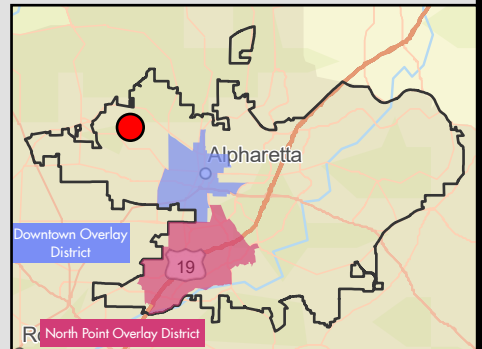 Alpharetta
Downtown Overlay
District
19
North Point Overlay District